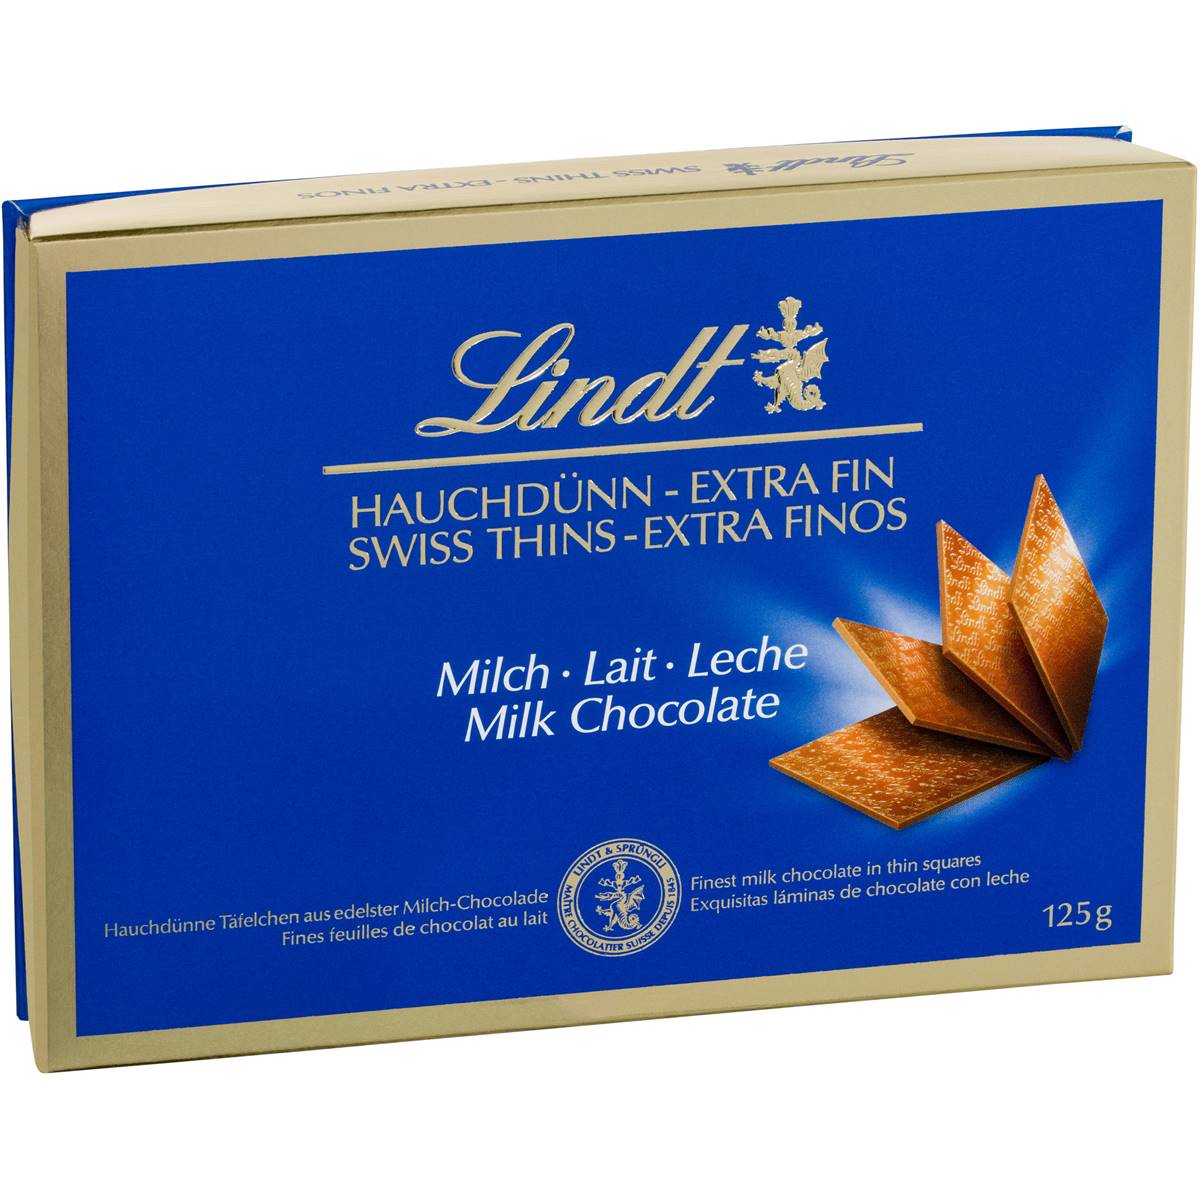 Lindt SWISS THINS - EXTRA FINOS
Lindt
HAUCHDÜNN - EXTRA FIN
SWISS THINS - EXTRA FINOS
Milch · Lait · Leche
Milk Chocolate
Hauchdünne Täfelchen aus edelster Milch-Chocolade
Fines feuilles de chocolat au lait
LINDT & SPRÜNGLI
MAÎTRE CHOCOLATIER SUISSE DEPUIS 1845
Finest milk chocolate in thin squares
Exquisitas láminas de chocolate con leche
125g